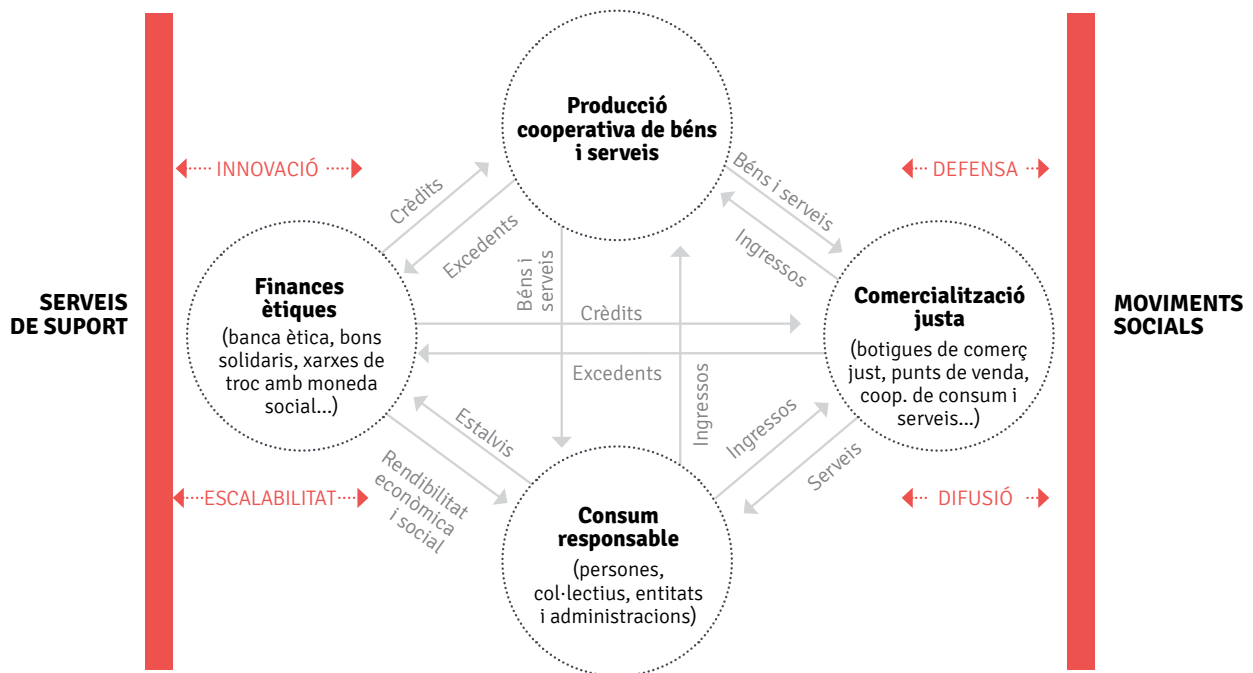 Producció
cooperativa de béns
i serveis
INNOVACIÓ
DEFENSA
Crèdits
Excedents
Béns i
serveis
Béns i serveis
Ingressos
SERVEIS
DE SUPORT
Finances
ètiques
(banca ètica, bons
solidaris, xarxes de
troc amb moneda
social...)
Crèdits
Excedents
Ingressos
Comercialització
justa
(botigues de comerç
just, punts de venda,
coop. de consum i
serveis...)
MOVIMENTS
SOCIALS
Estalvis
Rendibilitat
econòmica
i social
Ingressos
Serveis
ESCALABILITAT
DIFUSIÓ
Consum
responsable
(persones,
col·lectius, entitats
i administracions)